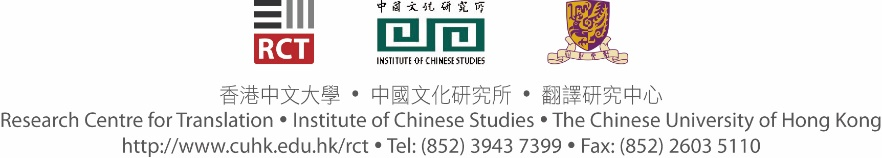 中國文化研究所
RCT
INSTITUTE OF CHINESE STUDIES
香港中文大學 • 中國文化研究所 • 翻譯研究中心
Research Centre for Translation • Institute of Chinese Studies • The Chinese University of Hong Kong
http://www.cuhk.edu.hk/rct • Tel: (852) 3943 7399 • Fax: (852) 2603 5110